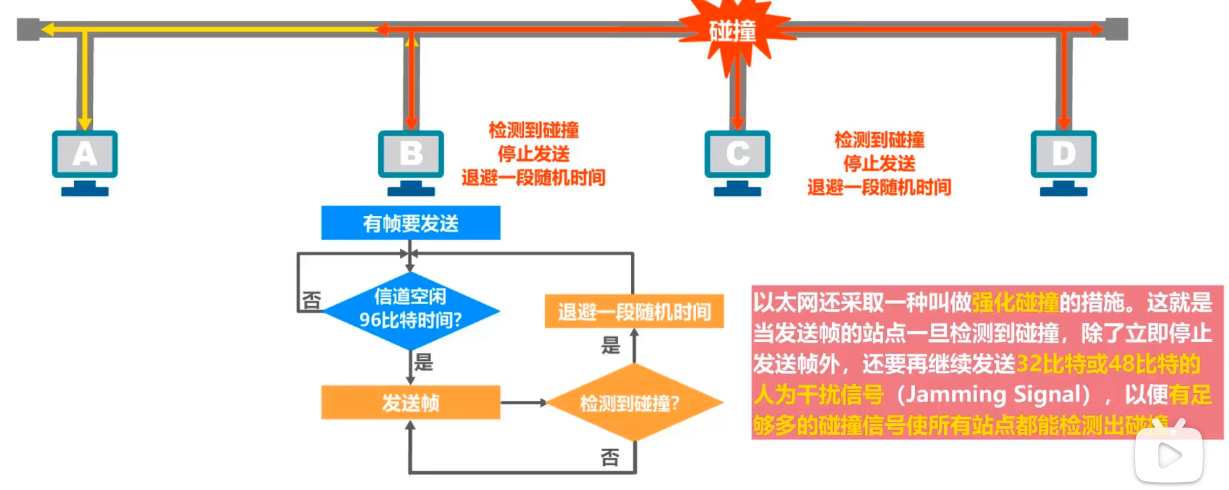 碰撞
A
B
C
D
检测到碰撞
停止发送
退避一段随机时间
检测到碰撞
停止发送
退避一段随机时间
有帧要发送
否
信道空闲
96比特时间?
是
发送帧
退避一段随机时间
是
检测到碰撞?
否
以太网还采取一种叫做强化碰撞的措施。这就是
当发送帧的站点一旦检测到碰撞，除了立即停止
发送帧外，还要再继续发送32比特或48比特的
人为干扰信号（Jamming Signal），以便有足
够多的碰撞信号使所有站点都能检测出碰撞。